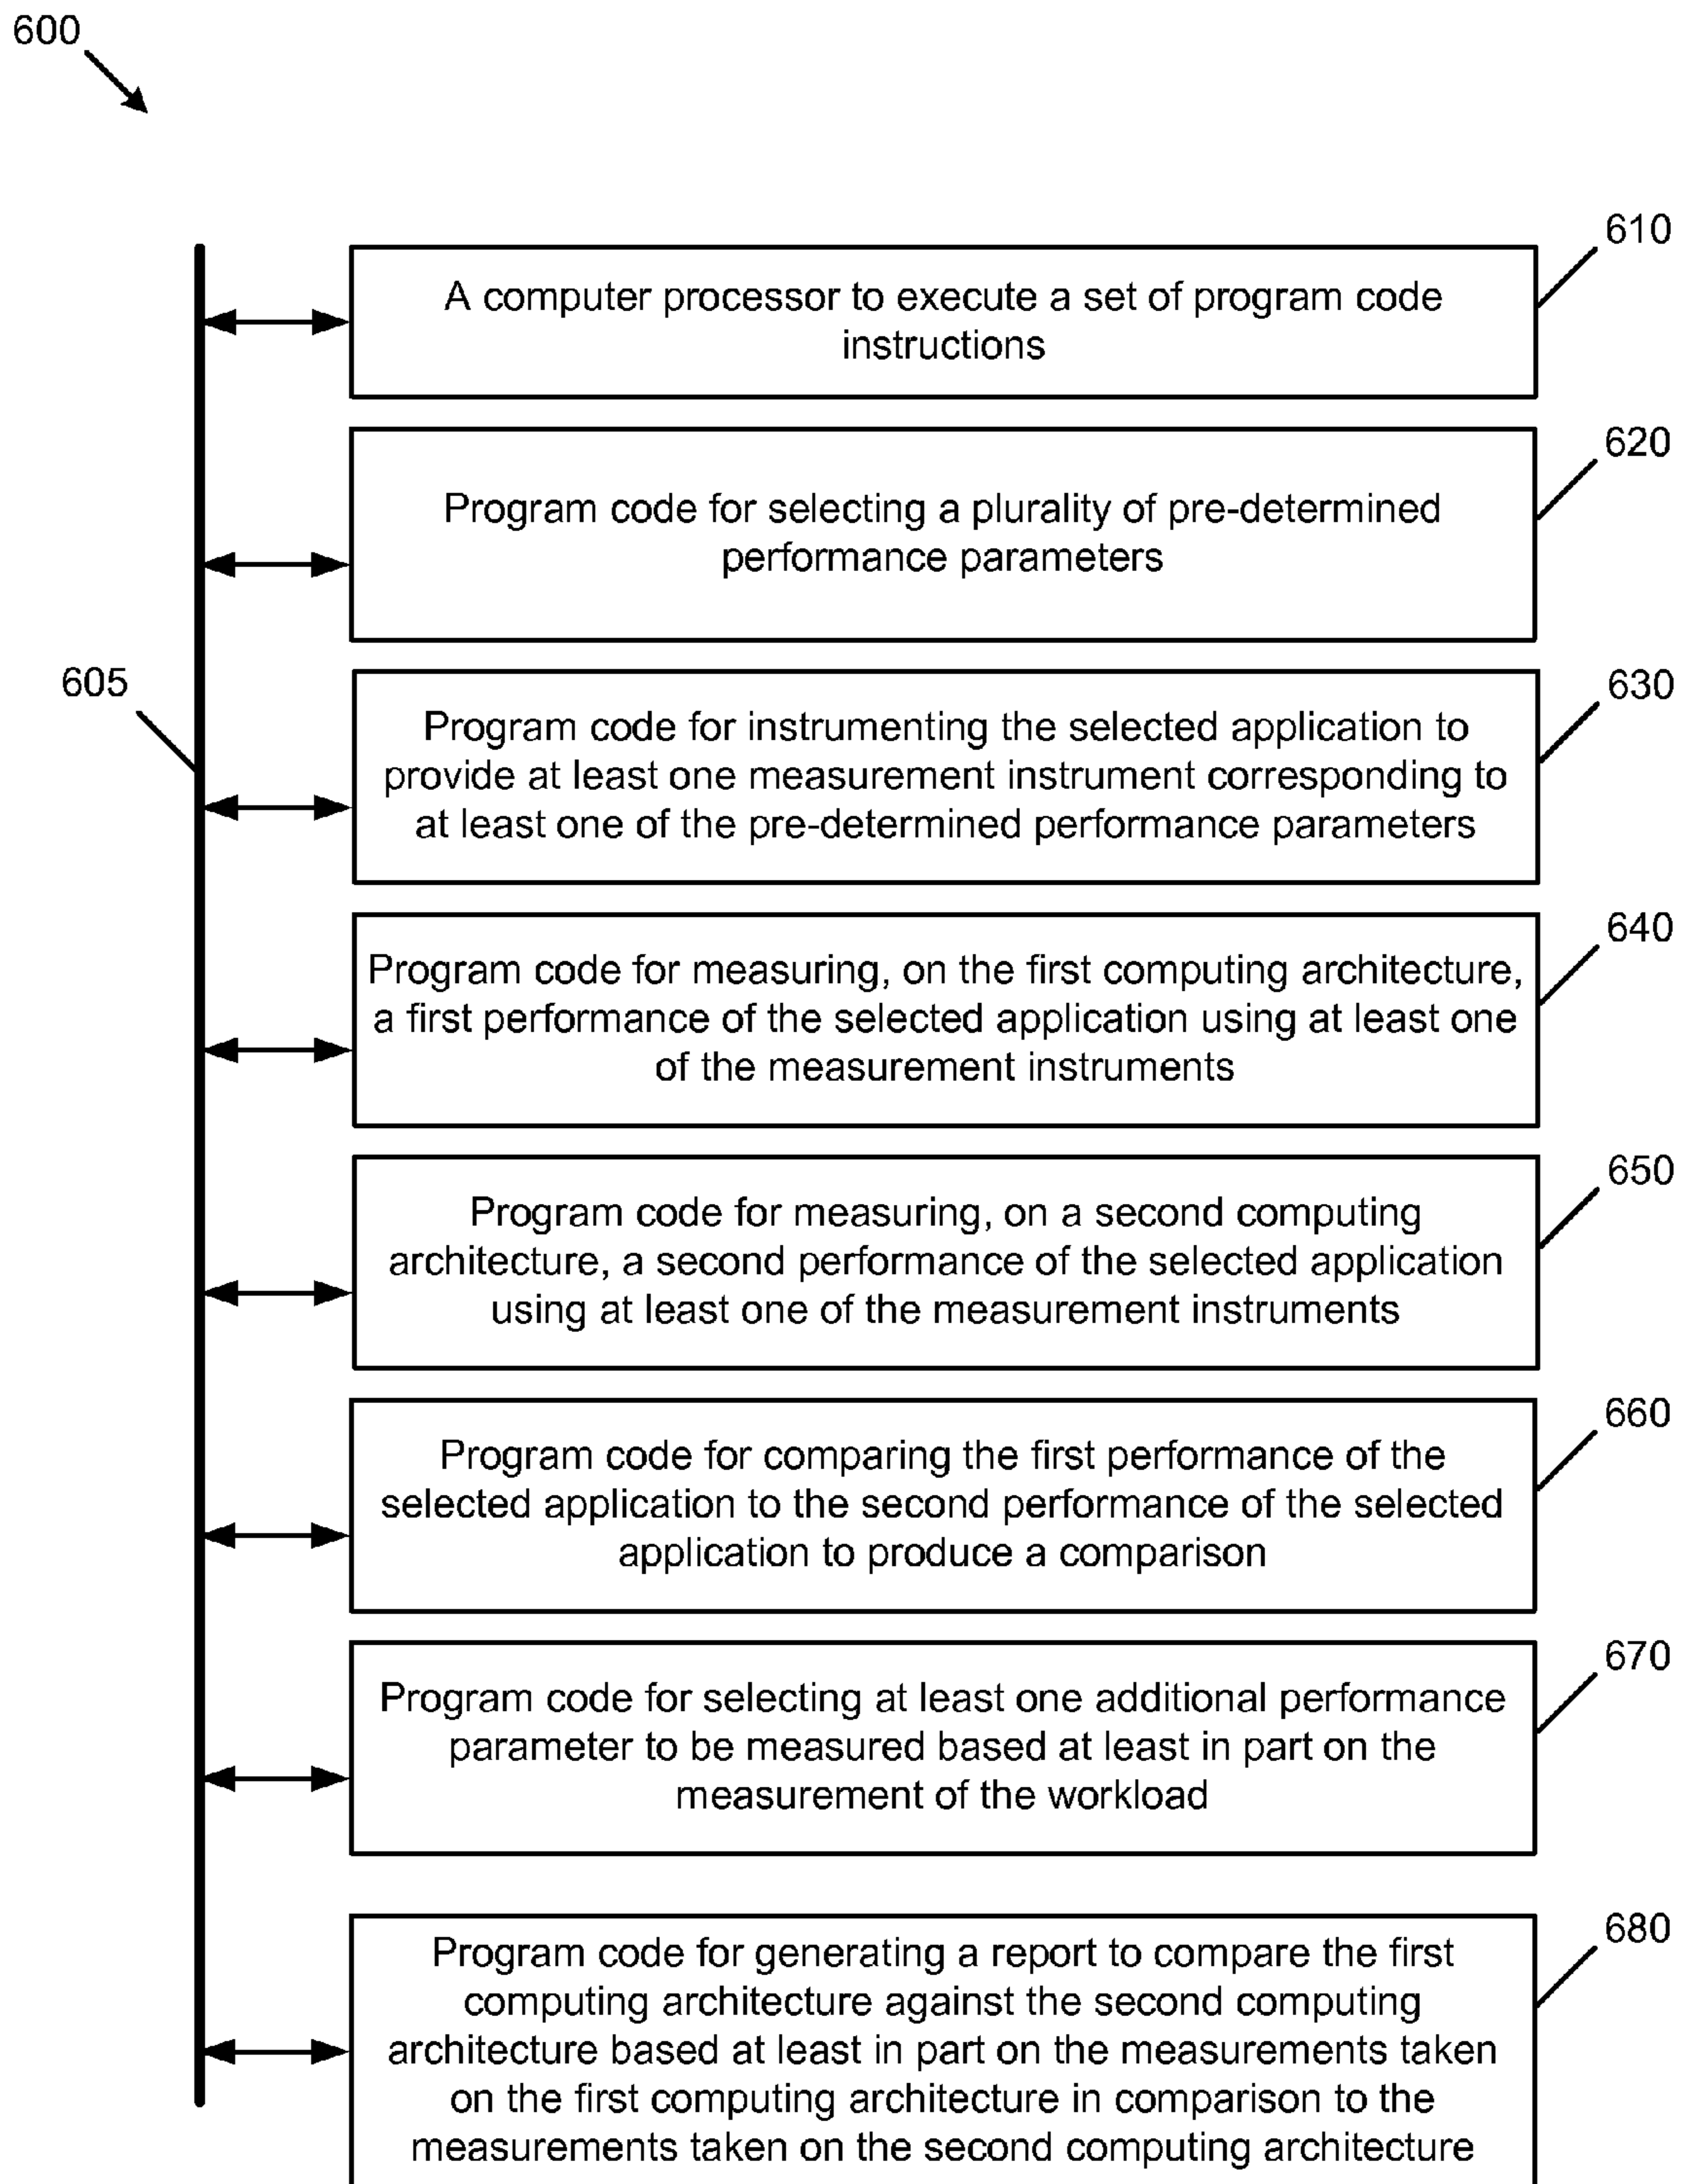 600
610
A computer processor to execute a set of program code
instructions
620
Program code for selecting a plurality of pre-determined
performance parameters
605
630
Program code for instrumenting the selected application to
provide at least one measurement instrument corresponding to
at least one of the pre-determined performance parameters
640
Program code for measuring, on the first computing architecture,
a first performance of the selected application using at least one
of the measurement instruments
650
Program code for measuring, on a second computing
architecture, a second performance of the selected application
using at least one of the measurement instruments
660
Program code for comparing the first performance of the
selected application to the second performance of the selected
application to produce a comparison
670
Program code for selecting at least one additional performance
parameter to be measured based at least in part on the
measurement of the workload
680
Program code for generating a report to compare the first
computing architecture against the second computing
architecture based at least in part on the measurements taken
on the first computing architecture in comparison to the
measurements taken on the second computing architecture